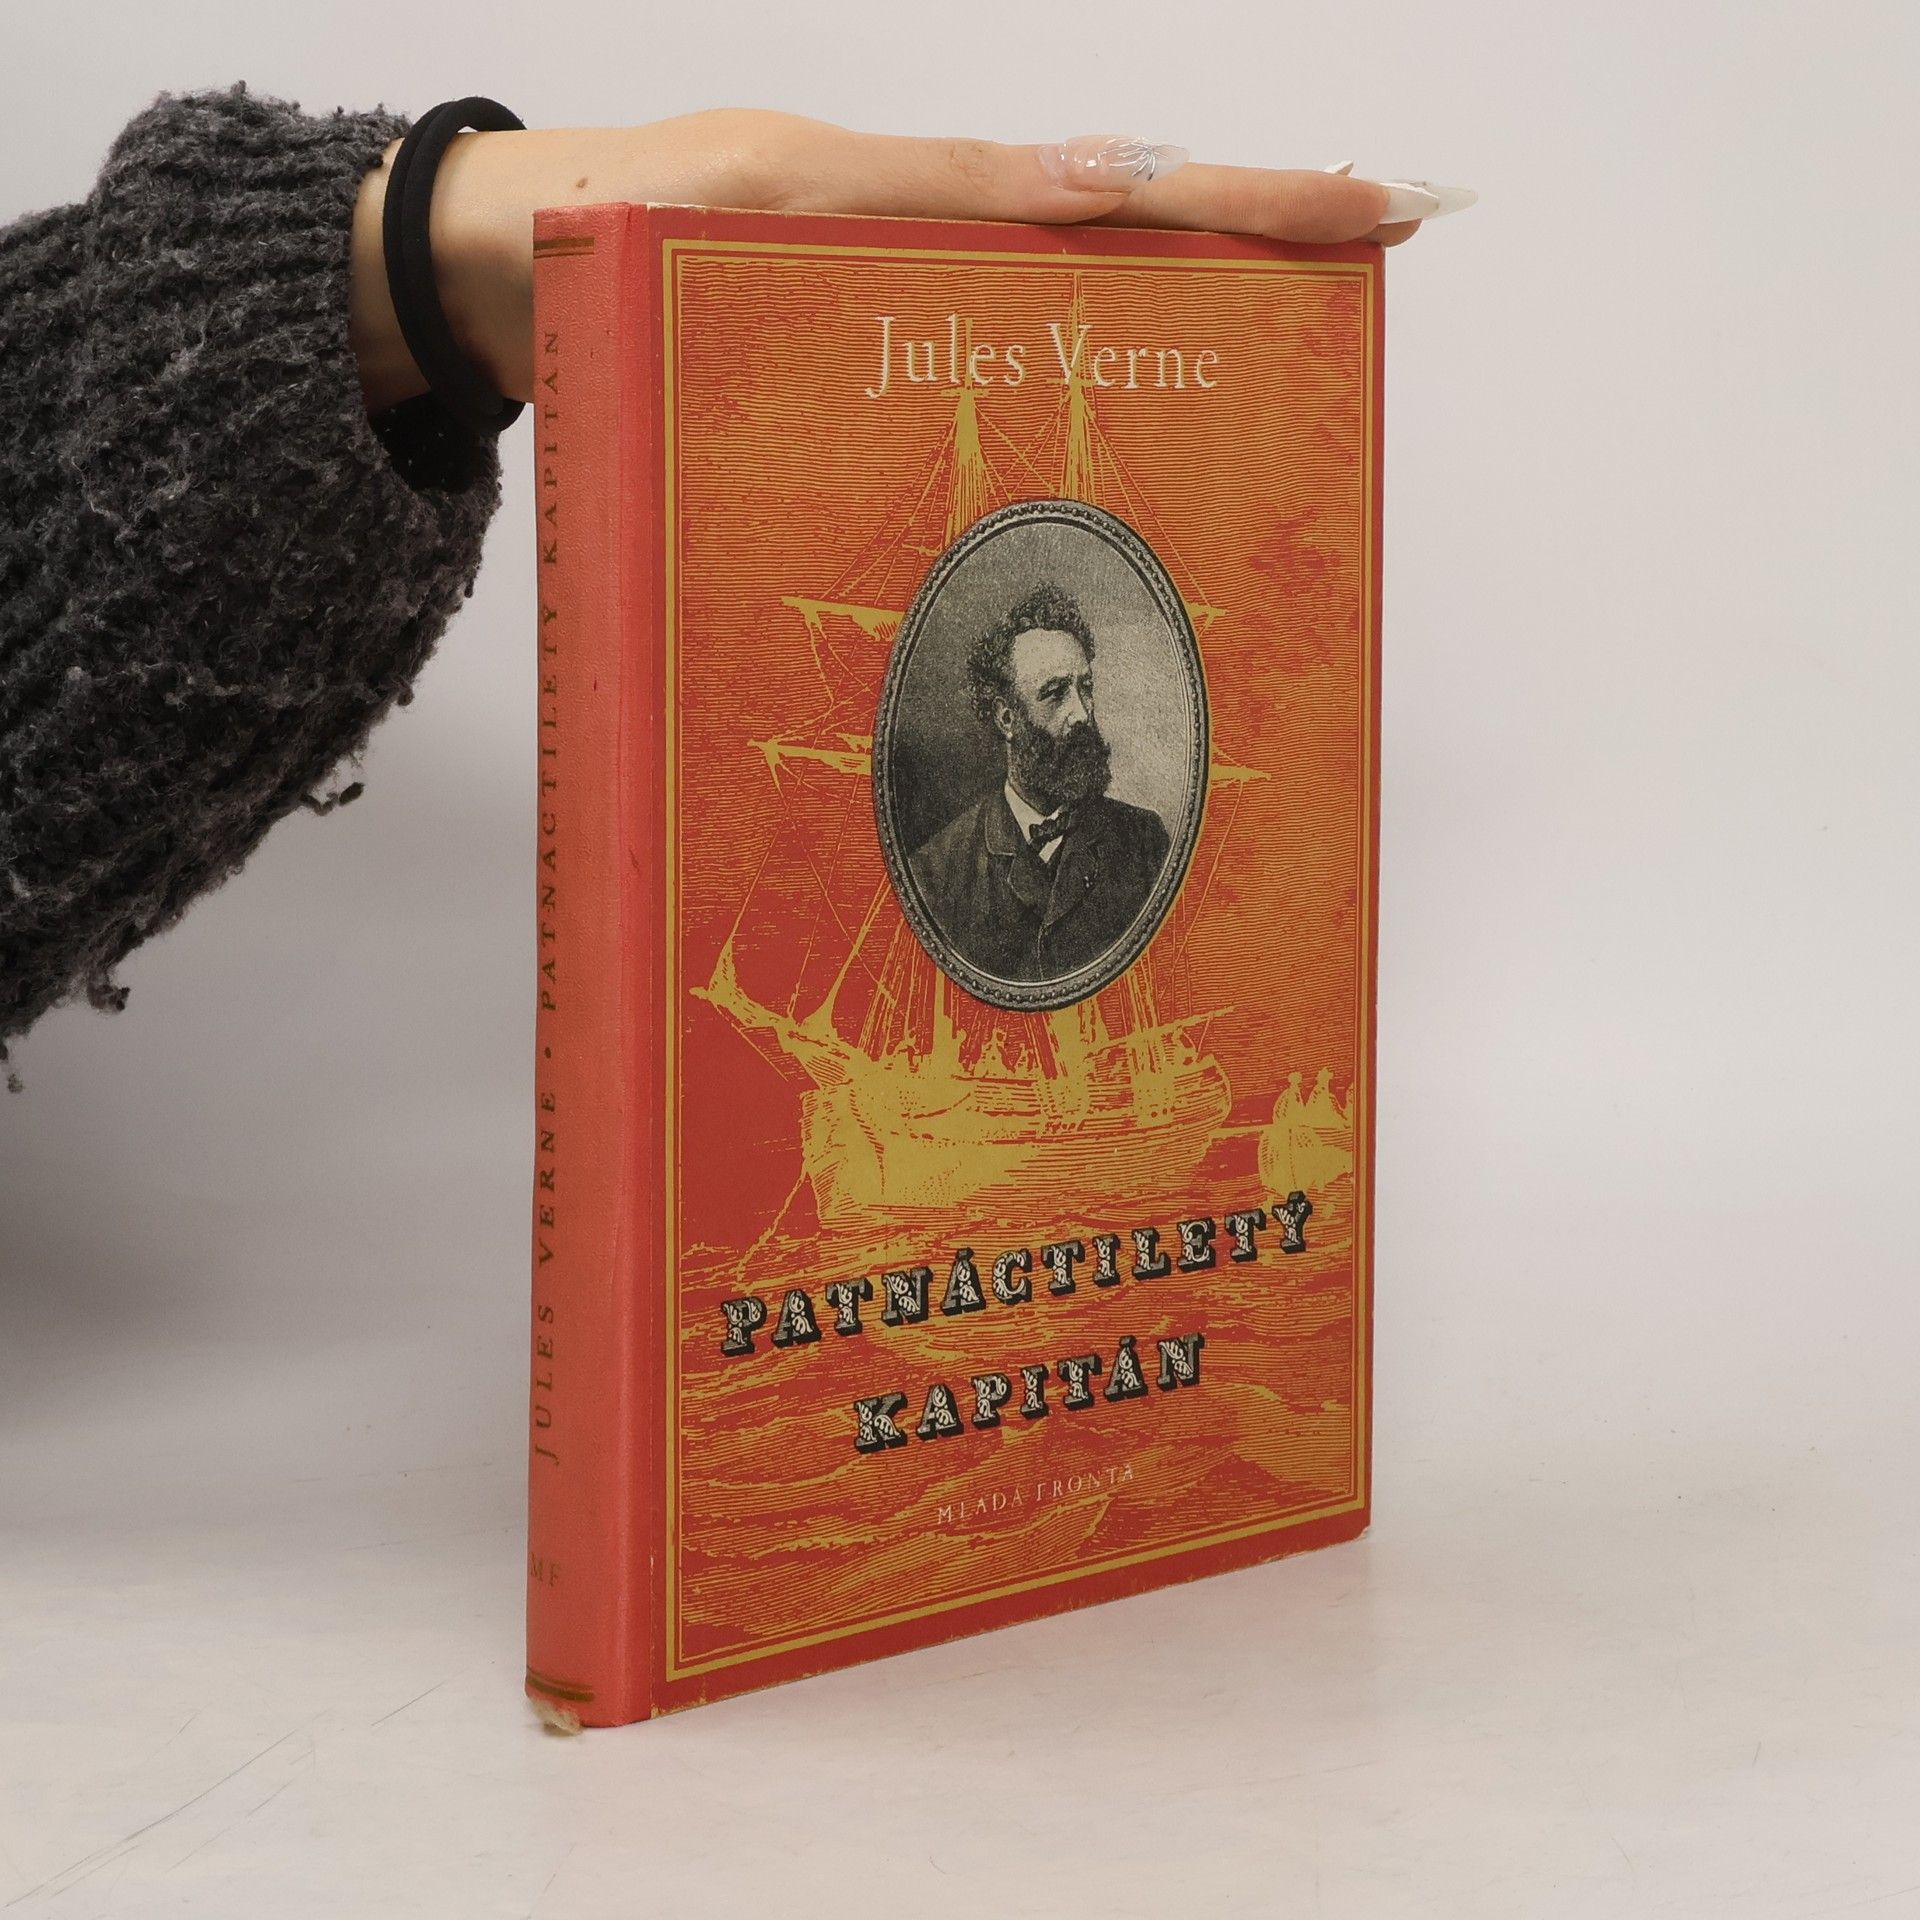 JULES VERNE • PATNÁCTILETÝ KAPITÁN
MF
Jules Verne
PATNÁCTILETÝ
KAPITÁN
MLADÁ FRONTA